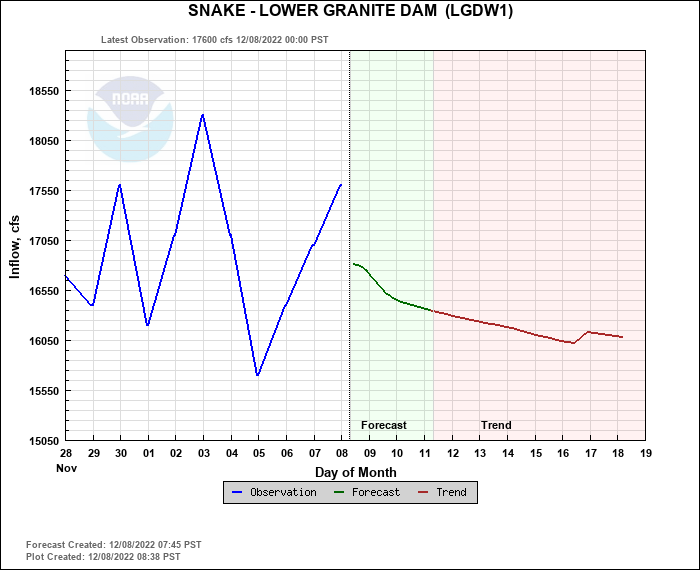 SNAKE - LOWER GRANITE DAM (LGDW1)
Latest Observation: 17600 cfs 12/08/2022 00:00 PST
NOAA
Inflow, cfs
18550
18050
17550
17050
16550
16050
15550
15050
Forecast Trend
28 29 30 01 02 03 04 05 06 07 08 09 10 11 12 13 14 15 16 17 18 19
Nov
Day of Month
Observation Forecast Trend
Forecast Created: 12/08/2022 07:45 PST
Plot Created: 12/08/2022 08:38 PST